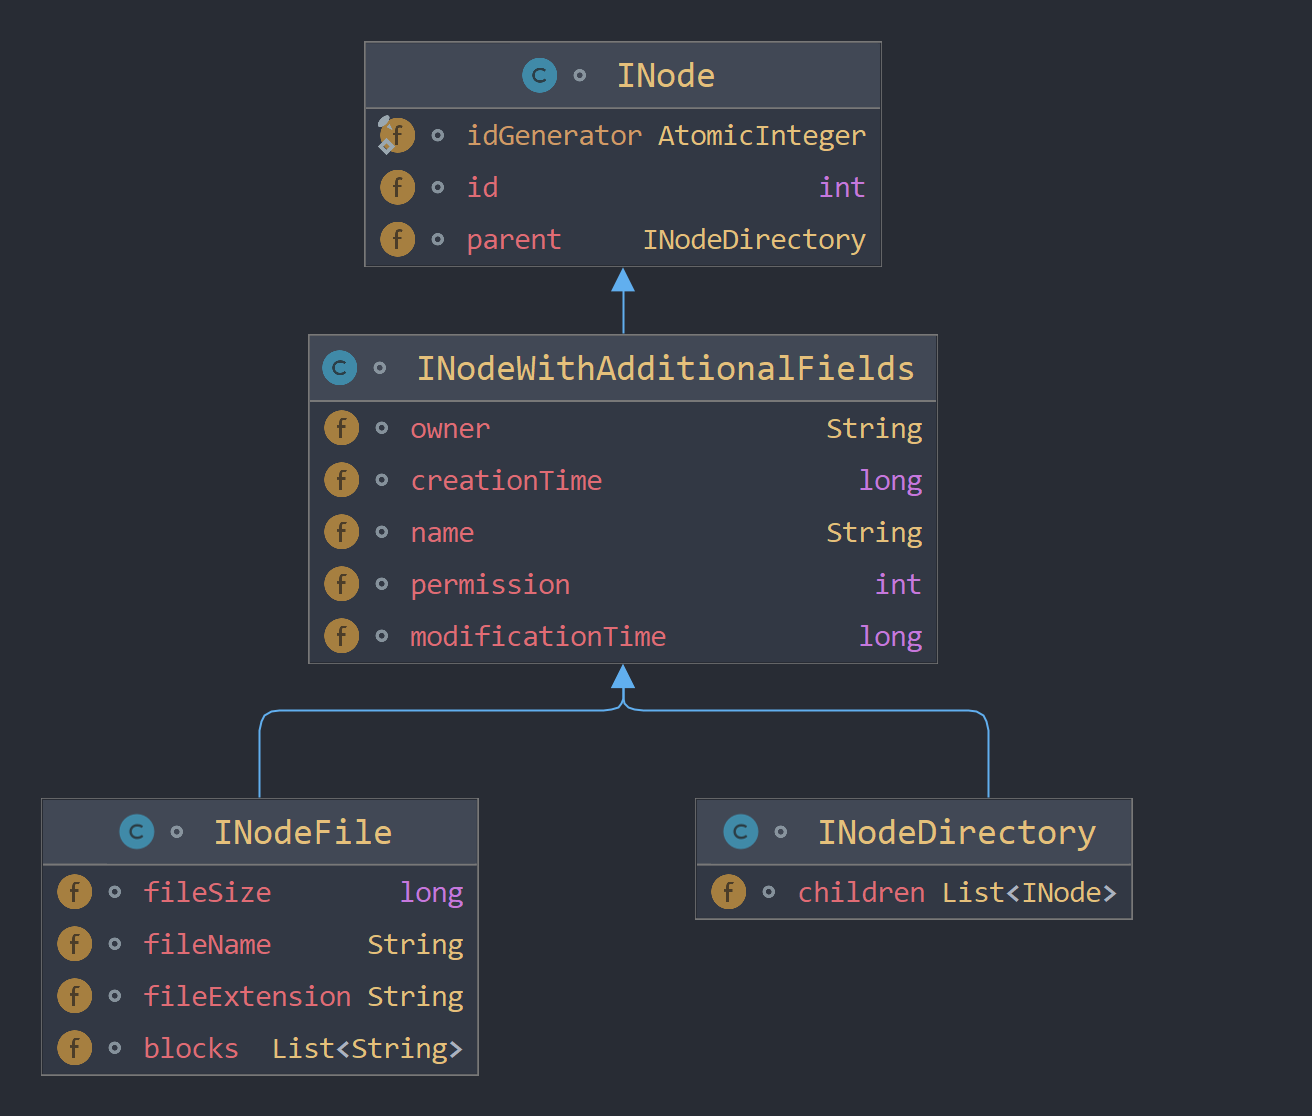 C INode
f idGenerator AtomicInteger
f id int
f parent INodeDirectory
C INodeWithAdditionalFields
f owner String
f creationTime long
f name String
f permission int
f modificationTime long
C INodeFile
f fileSize long
f fileName String
f fileExtension String
f blocks List<String>
C INodeDirectory
f children List<INode>